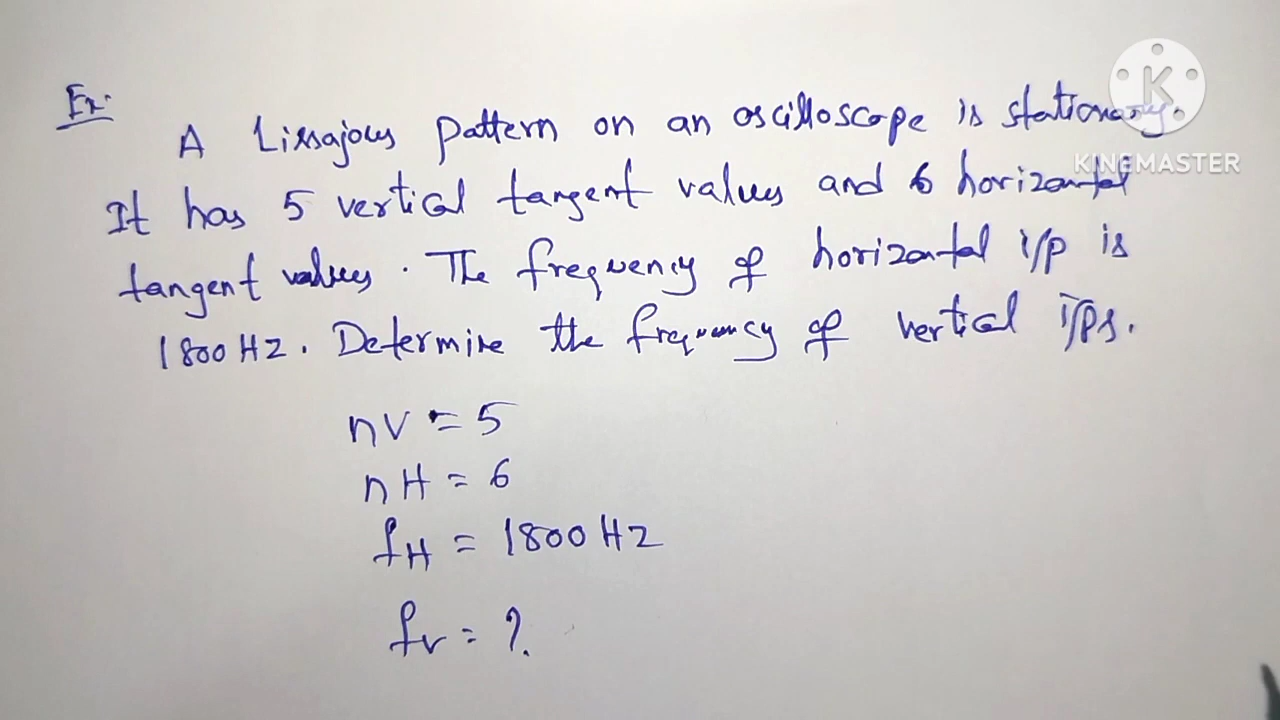 Ex:
A Lissajous pattern on an oscilloscope is stationary.
It has 5 vertical tangent values and 6 horizontal
tangent values. The frequency of horizontal i/p is
1800 HZ. Determine the frequency of vertical i/ps.
nV = 5
nH = 6
fH = 1800 HZ
fv = ?
K
KINEMASTER